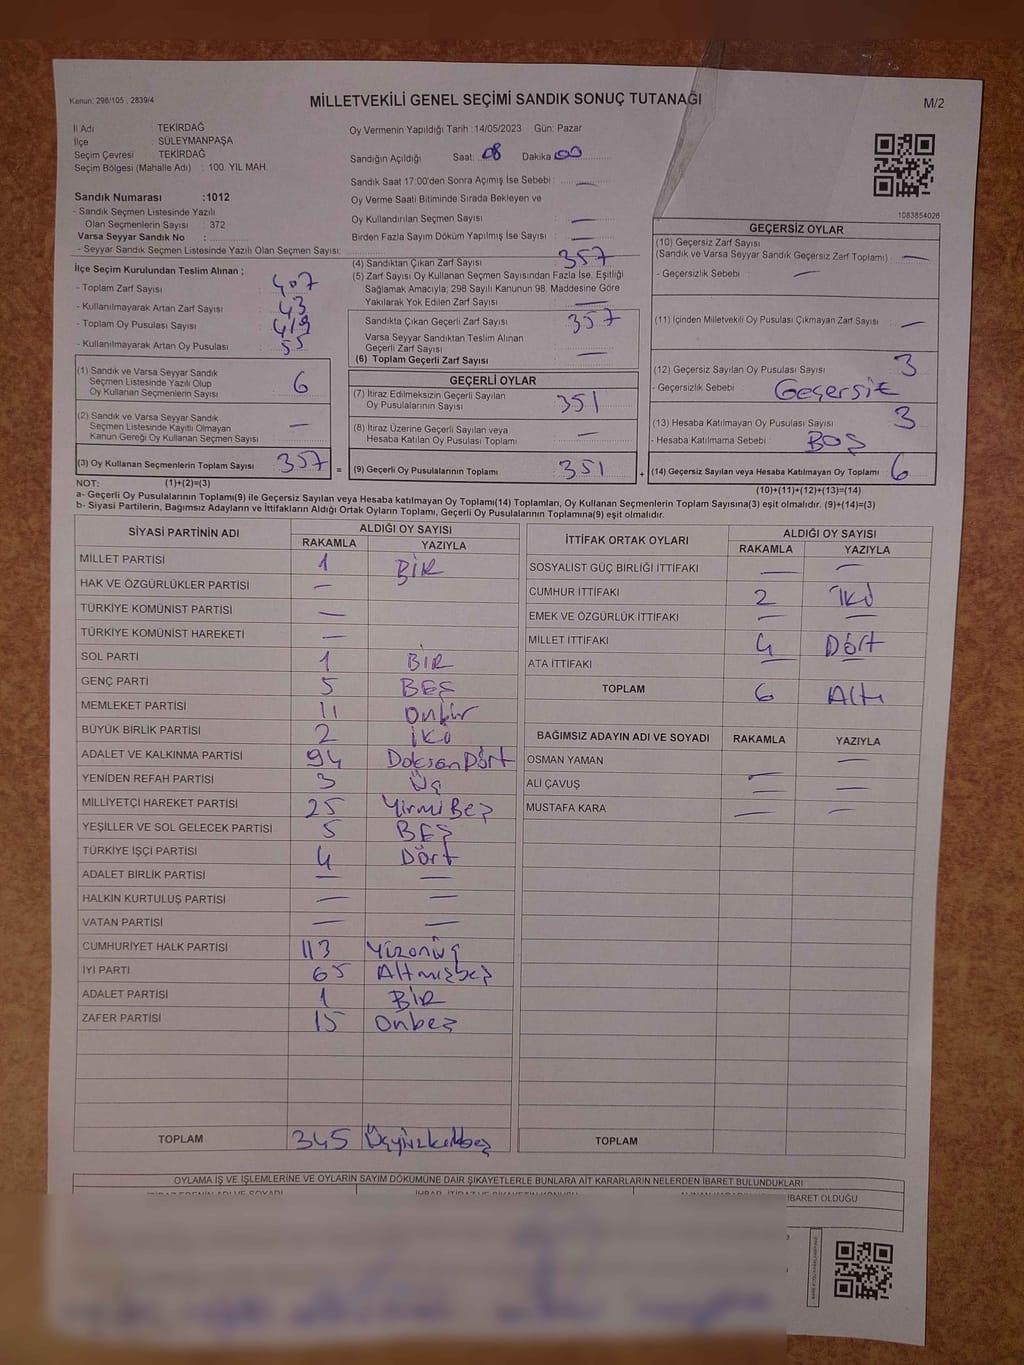 Kanun: 298/105 ; 2839/4
MİLLETVEKİLİ GENEL SEÇİMİ SANDIK SONUÇ TUTANAĞI
M/2
İl Adı TEKİRDAĞ
İlçe : SÜLEYMANPAŞA
Seçim Çevresi : TEKİRDAĞ
Seçim Bölgesi (Mahalle Adı) : 100. YIL MAH.
Oy Vermenin Yapıldığı Tarih :14/05/2023 Gün: Pazar
Sandığın Açıldığı Saat: 08 Dakika 00
Sandık Saat 17:00'den Sonra Açımış İse Sebebi : —
Oy Verme Saati Bitiminde Sırada Bekleyen ve
Oy Kullandırılan Seçmen Sayısı —
Birden Fazla Sayım Döküm Yapılmış İse Sayısı —
1083854026
Sandık Numarası :1012
- Sandık Seçmen Listesinde Yazılı
Olan Seçmenlerin Sayısı : 372
Varsa Seyyar Sandık No :
- Seyyar Sandık Seçmen Listesinde Yazılı Olan Seçmen Sayısı:
İlçe Seçim Kurulundan Teslim Alınan ;
- Toplam Zarf Sayısı : 407
- Kullanılmayarak Artan Zarf Sayısı : 43
- Toplam Oy Pusulası Sayısı : 419
- Kullanılmayarak Artan Oy Pusulası : 55
(1) Sandık ve Varsa Seyyar Sandık
Seçmen Listesinde Yazılı Olup
Oy Kullanan Seçmenlerin Sayısı 6
(2) Sandık ve Varsa Seyyar Sandık
Seçmen Listesinde Kayıtlı Olmayan
Kanun Gereği Oy Kullanan Seçmen Sayısı —
(3) Oy Kullanan Seçmenlerin Toplam Sayısı 357
(4) Sandıktan Çıkan Zarf Sayısı 357
(5) Zarf Sayısı Oy Kullanan Seçmen Sayısından Fazla İse, Eşitliği
Sağlamak Amacıyla; 298 Sayılı Kanunun 98. Maddesine Göre
Yakılarak Yok Edilen Zarf Sayısı —
Sandıkta Çıkan Geçerli Zarf Sayısı 357
Varsa Seyyar Sandıktan Teslim Alınan
Geçerli Zarf Sayısı —
(6) Toplam Geçerli Zarf Sayısı
GEÇERLİ OYLAR
(7) İtiraz Edilmeksizin Geçerli Sayılan
Oy Pusulalarının Sayısı 351
(8) İtiraz Üzerine Geçerli Sayılan veya
Hesaba Katılan Oy Pusulası Toplamı —
= (9) Geçerli Oy Pusulalarının Toplamı 351 +
GEÇERSİZ OYLAR
(10) Geçersiz Zarf Sayısı
(Sandık ve Varsa Seyyar Sandık Geçersiz Zarf Toplamı) : —
- Geçersizlik Sebebi : —
(11) İçinden Milletvekili Oy Pusulası Çıkmayan Zarf Sayısı : —
(12) Geçersiz Sayılan Oy Pusulası Sayısı 3
- Geçersizlik Sebebi Geçersiz
(13) Hesaba Katılmayan Oy Pusulası Sayısı : 3
- Hesaba Katılmama Sebebi : BOŞ
(14) Geçersiz Sayılan veya Hesaba Katılmayan Oy Toplamı 6
NOT: (1)+(2)=(3)
(10)+(11)+(12)+(13)=(14)
a- Geçerli Oy Pusulalarının Toplamı(9) ile Geçersiz Sayılan veya Hesaba katılmayan Oy Toplamı(14) Toplamları, Oy Kullanan Seçmenlerin Toplam Sayısına(3) eşit olmalıdır. (9)+(14)=(3)
b- Siyasi Partilerin, Bağımsız Adayların ve İttifakların Aldığı Ortak Oyların Toplamı, Geçerli Oy Pusulalarının Toplamına(9) eşit olmalıdır.
SİYASİ PARTİNİN ADI ALDIĞI OY SAYISI
RAKAMLA YAZIYLA
MİLLET PARTİSİ 1 BİR
HAK VE ÖZGÜRLÜKLER PARTİSİ —
TÜRKİYE KOMÜNİST PARTİSİ —
TÜRKİYE KOMÜNİST HAREKETİ —
SOL PARTİ 1 BİR
GENÇ PARTİ 5 BEŞ
MEMLEKET PARTİSİ 11 onbir
BÜYÜK BİRLİK PARTİSİ 2 iki
ADALET VE KALKINMA PARTİSİ 94 DoksanDört
YENİDEN REFAH PARTİSİ 3 Üç
MİLLİYETÇİ HAREKET PARTİSİ 25 YirmiBeş
YEŞİLLER VE SOL GELECEK PARTİSİ 5 BEŞ
TÜRKİYE İŞÇİ PARTİSİ 4 Dört
ADALET BİRLİK PARTİSİ — —
HALKIN KURTULUŞ PARTİSİ — —
VATAN PARTİSİ — —
CUMHURİYET HALK PARTİSİ 113 Yüzonüç
İYİ PARTİ 65 Altmışbeş
ADALET PARTİSİ 1 BİR
ZAFER PARTİSİ 15 onbeş
TOPLAM 345 Üçyüzkırkbeş
İTTİFAK ORTAK OYLARI ALDIĞI OY SAYISI
RAKAMLA YAZIYLA
SOSYALİST GÜÇ BİRLİĞİ İTTİFAKI — —
CUMHUR İTTİFAKI 2 İki
EMEK VE ÖZGÜRLÜK İTTİFAKI — —
MİLLET İTTİFAKI 4 Dört
ATA İTTİFAKI — —
TOPLAM 6 Altı
BAĞIMSIZ ADAYIN ADI VE SOYADI RAKAMLA YAZIYLA
OSMAN YAMAN — —
ALİ ÇAVUŞ — —
MUSTAFA KARA — —
TOPLAM
OYLAMA İŞ VE İŞLEMLERİNE VE OYLARIN SAYIM DÖKÜMÜNE DAİR ŞİKAYETLERLE BUNLARA AİT KARARLARIN NELERDEN İBARET BULUNDUKLARI
İBARET OLDUĞU